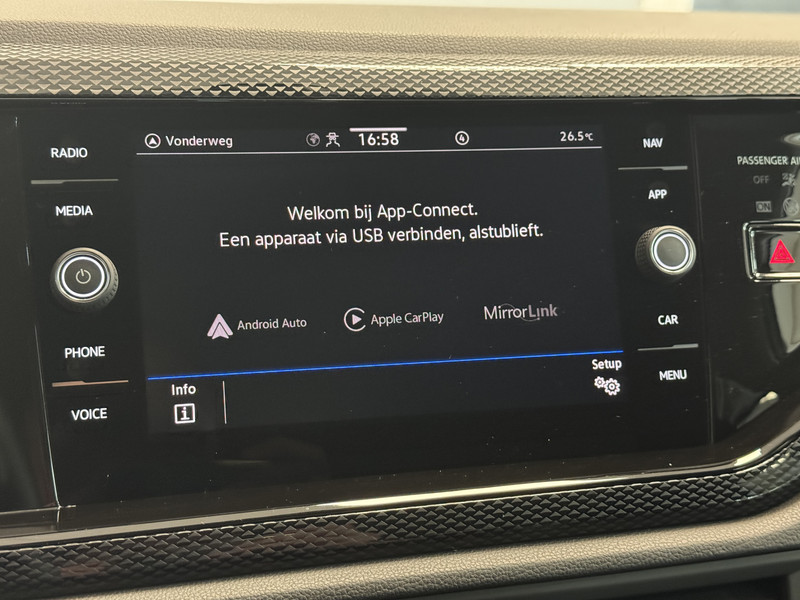 RADIO
MEDIA
PHONE
VOICE
Vonderweg
16:58
4
26.5°C
Welkom bij App-Connect.
Een apparaat via USB verbinden, alstublieft.
Android Auto
Apple CarPlay
MirrorLink
Info
i
Setup
NAV
APP
CAR
MENU
PASSENGER AI
OFF
ON